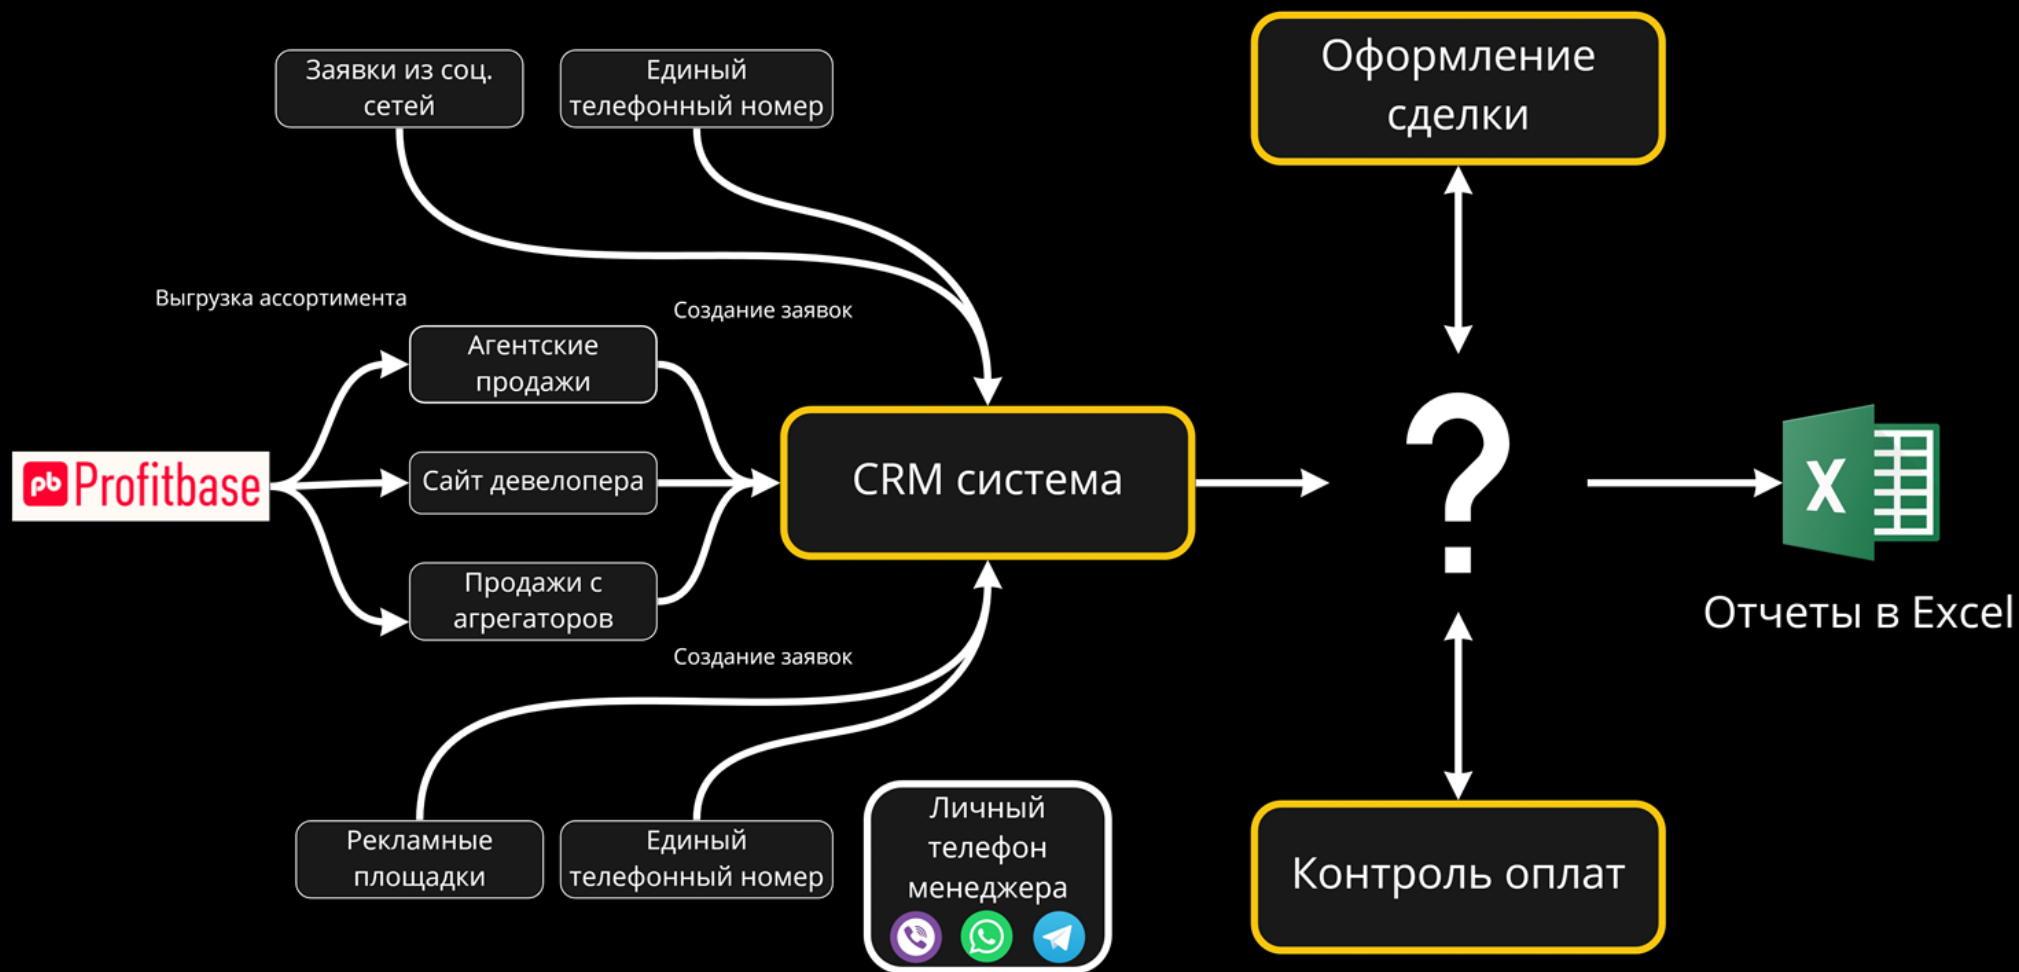 Заявки из соц.
сетей
Единый
телефонный номер
Оформление
сделки
Выгрузка ассортимента
Создание заявок
Агентские
продажи
pb Profitbase
Сайт девелопера
CRM система
?
X
Продажи с
агрегаторов
Отчеты в Excel
Создание заявок
Рекламные
площадки
Единый
телефонный номер
Личный
телефон
менеджера
Контроль оплат